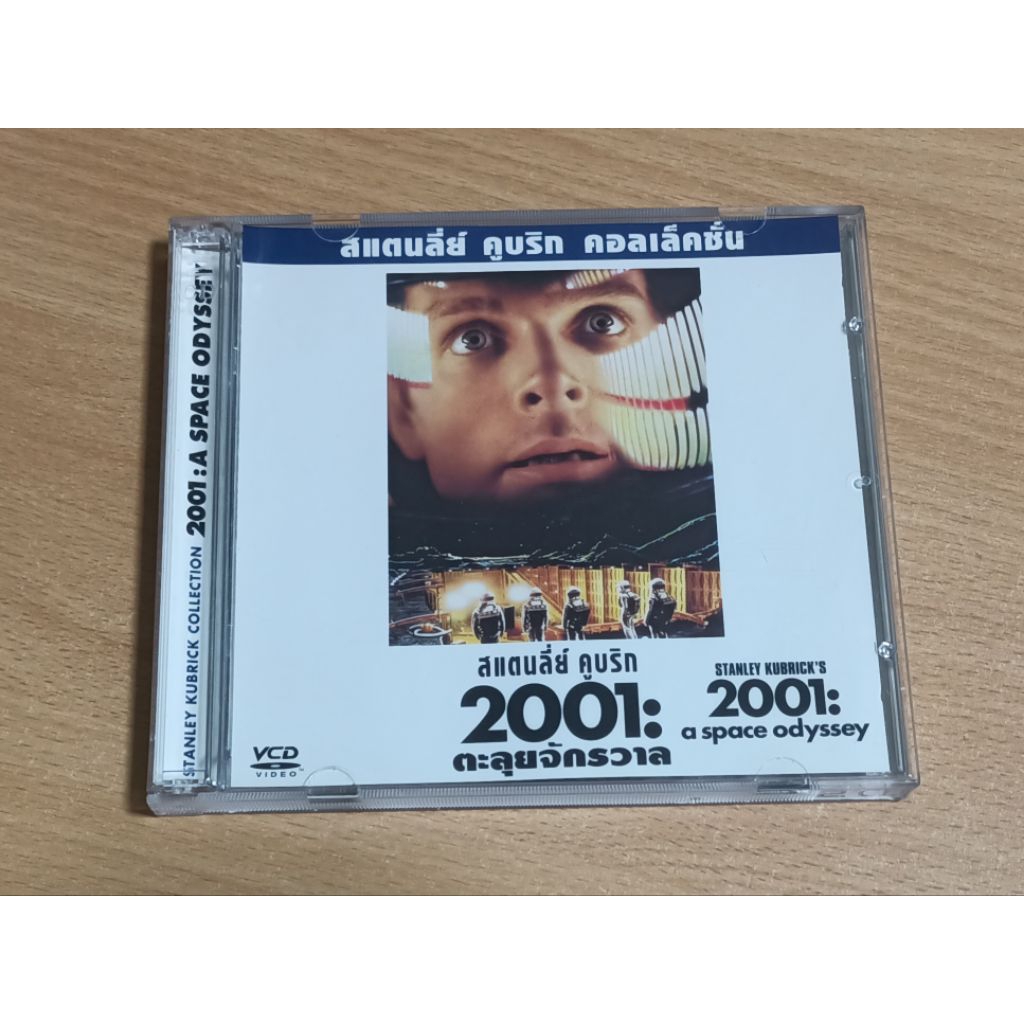 สแตนลี่ย์ คูบริก คอลเล็คชั่น
STANLEY KUBRICK COLLECTION 2001: A SPACE ODYSSEY
สแตนลี่ย์ คูบริก
2001:
ตะลุยจักรวาล
STANLEY KUBRICK'S
2001:
a space odyssey
VCD
VIDEO™